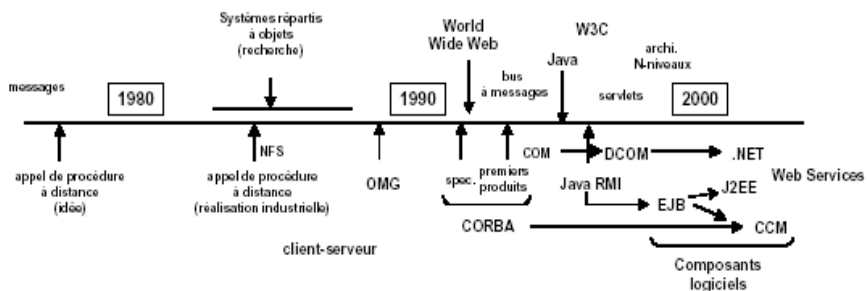 Systèmes répartis
à objets
(recherche)
World
Wide Web
W3C
Java
archi.
N-niveaux
messages
1980
1990
bus
à messages
servlets
2000
NFS
appel de procédure
à distance
(idée)
appel de procédure
à distance
(réalisation industrielle)
OMG
spec.
premiers
produits
COM
DCOM
.NET
Web Services
Java RMI
J2EE
EJB
CORBA
CCM
client-serveur
Composants
logiciels